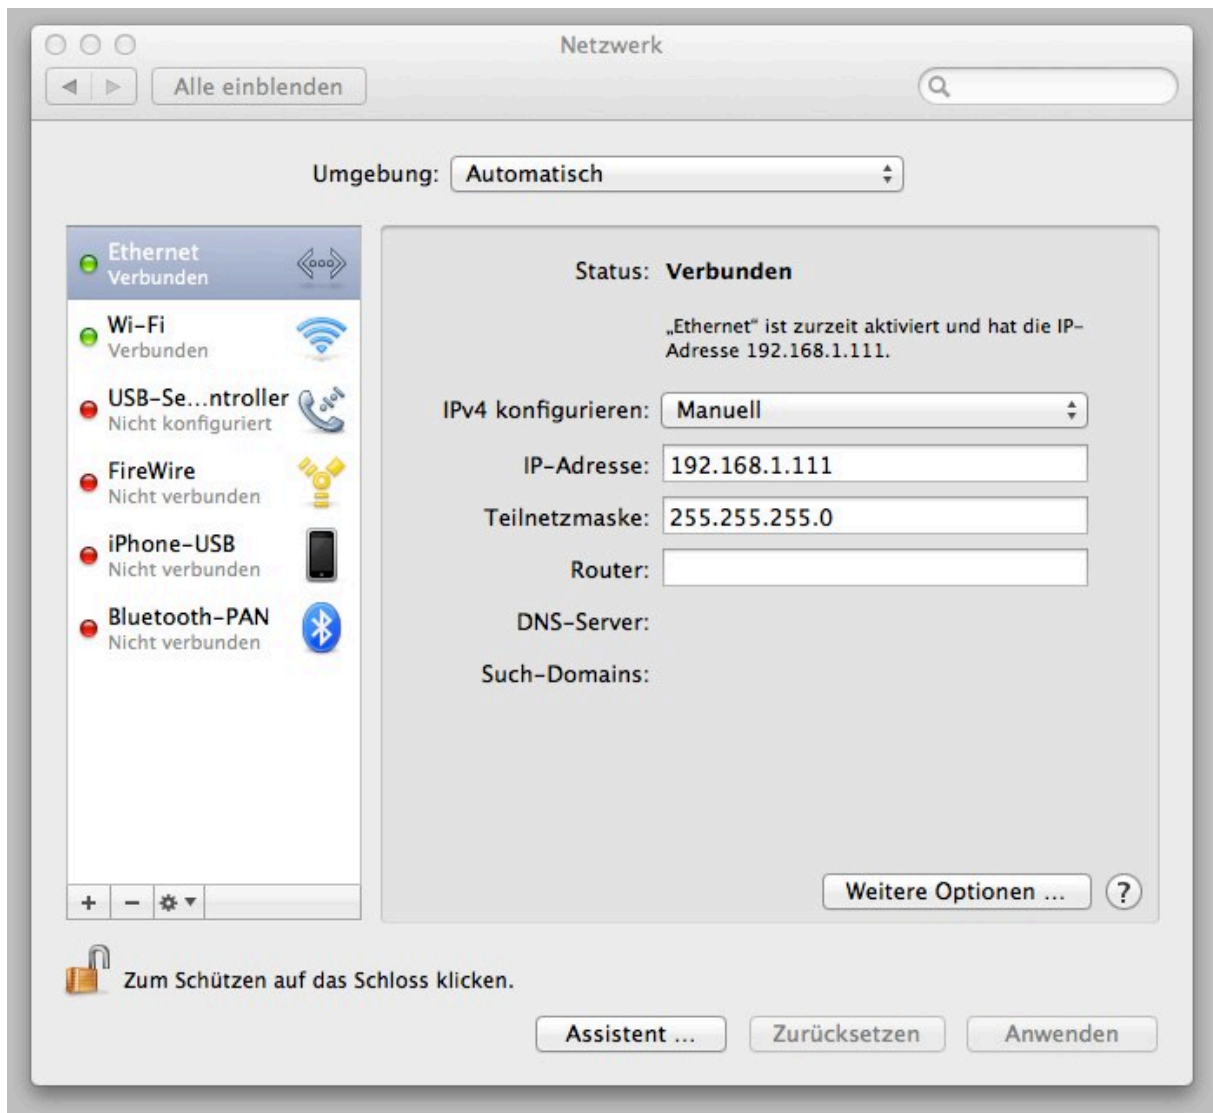 Netzwerk
Alle einblenden
Umgebung: Automatisch
Ethernet
Verbunden
Wi-Fi
Verbunden
USB-Se...ntroller
Nicht konfiguriert
FireWire
Nicht verbunden
iPhone-USB
Nicht verbunden
Bluetooth-PAN
Nicht verbunden
Status: Verbunden
„Ethernet“ ist zurzeit aktiviert und hat die IP-
Adresse 192.168.1.111.
IPv4 konfigurieren: Manuell
IP-Adresse: 192.168.1.111
Teilnetzmaske: 255.255.255.0
Router:
DNS-Server:
Such-Domains:
Weitere Optionen ... ?
Zum Schützen auf das Schloss klicken.
Assistent ... Zurücksetzen Anwenden